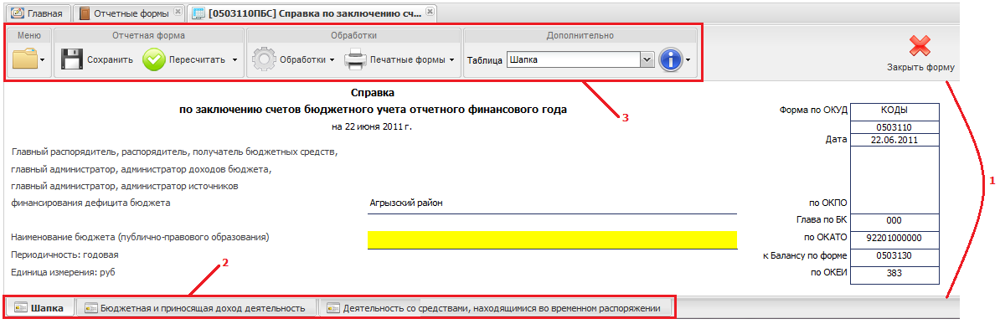 Главная Отчетные формы [0503110ПБС] Справка по заключению сч...
Меню Отчетная форма Обработки Дополнительно
Сохранить Пересчитать Обработки Печатные формы Таблица Шапка
Закрыть форму
3
Справка
по заключению счетов бюджетного учета отчетного финансового года
на 22 июня 2011 г.
Форма по ОКУД КОДЫ
0503110
Дата 22.06.2011
Главный распорядитель, распорядитель, получатель бюджетных средств,
главный администратор, администратор доходов бюджета,
главный администратор, администратор источников
финансирования дефицита бюджета Агрызский район по ОКПО
1
Глава по БК 000
Наименование бюджета (публично-правового образования) по ОКАТО 92201000000
Периодичность: годовая к Балансу по форме 0503130
Единица измерения: руб по ОКЕИ 383
2
Шапка Бюджетная и приносящая доход деятельность Деятельность со средствами, находящимися во временном распоряжении